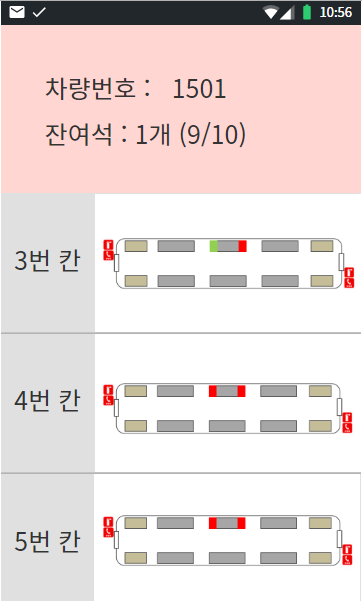 10:56
차량번호 : 1501
잔여석 : 1개 (9/10)
3번 칸
4번 칸
5번 칸